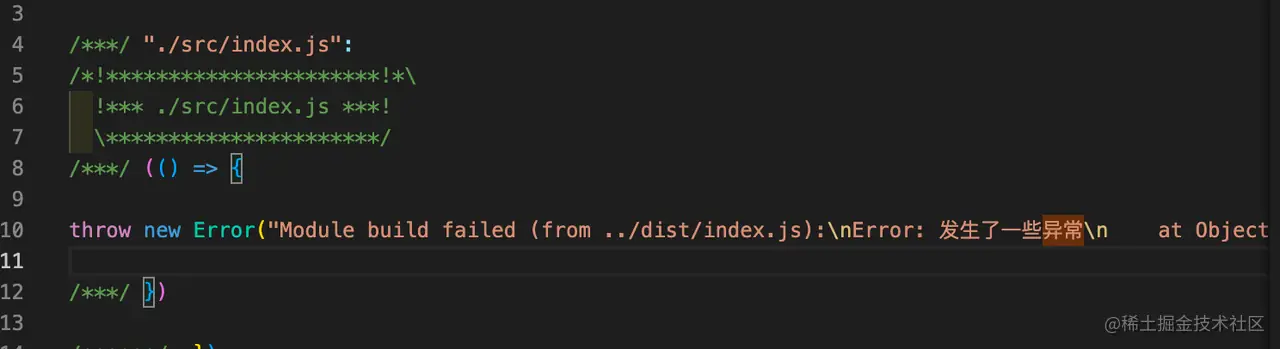 3
4 /***/ "./src/index.js":
5 /*!**********************!*\
6   !*** ./src/index.js ***!
7   \**********************/
8 /***/ (() => {
9
10 throw new Error("Module build failed (from ../dist/index.js):\nError: 发生了一些异常\n    at Object
11
12 /***/ })
13
@稀土掘金技术社区